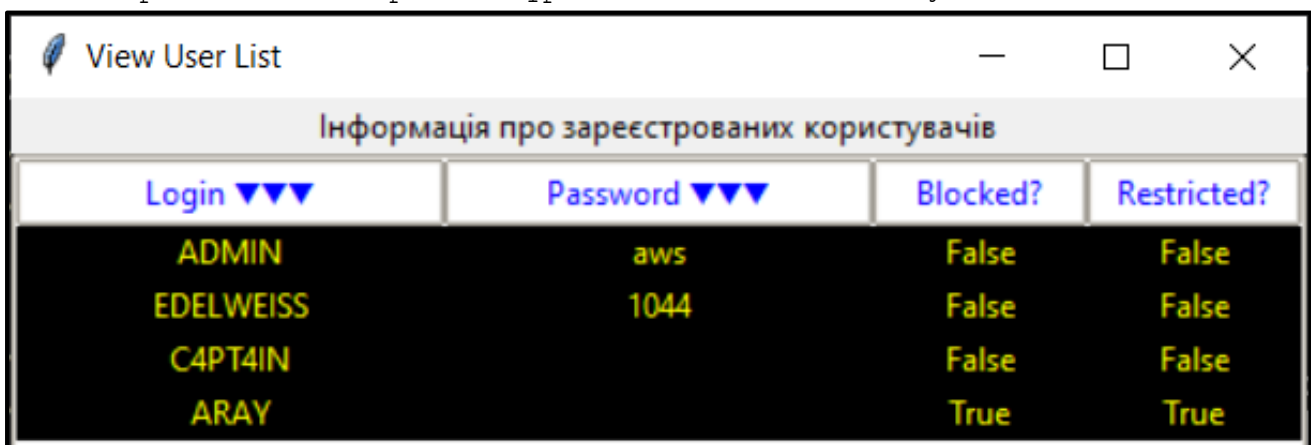 View User List
Інформація про зареєстрованих користувачів
Login ▼▼▼ Password ▼▼▼ Blocked? Restricted?
ADMIN aws False False
EDELWEISS 1044 False False
C4PT4IN False False
ARAY True True